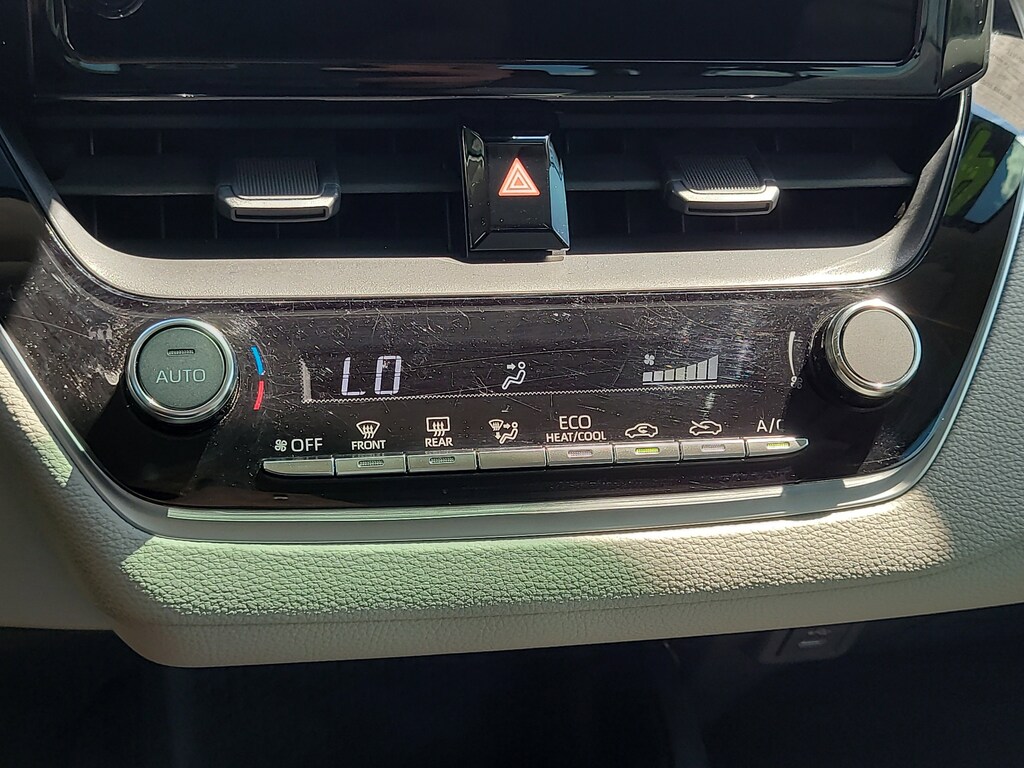 AUTO
LO
OFF
FRONT
REAR
ECO
HEAT/COOL
A/C